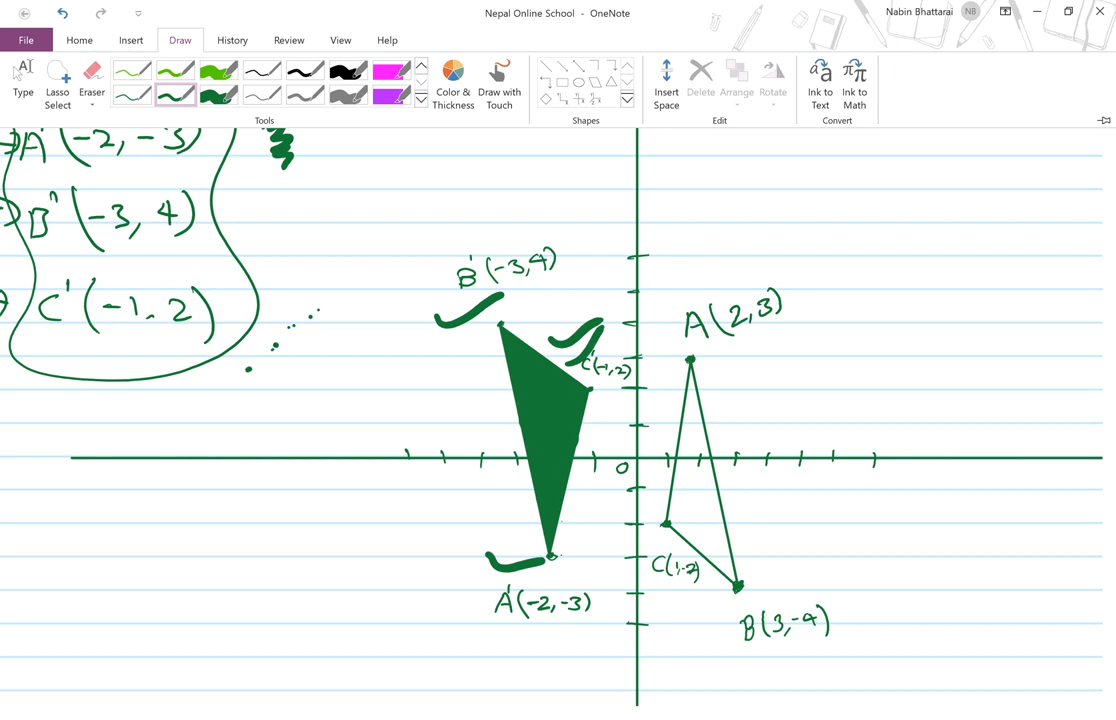 Nepal Online School - OneNote
Nabin Bhattarai NB
File Home Insert Draw History Review View Help
Type
Lasso Select
Eraser
Color & Thickness
Draw with Touch
Insert Space
Delete
Arrange
Rotate
Ink to Text
Ink to Math
Tools
Shapes
Edit
Convert
A'(-2, -3)
B'(-3, 4)
C'(-1, 2)
B'(-3,4)
C'(-1,2)
A(2,3)
O
C(1,-2)
A'(-2,-3)
B(3,-4)